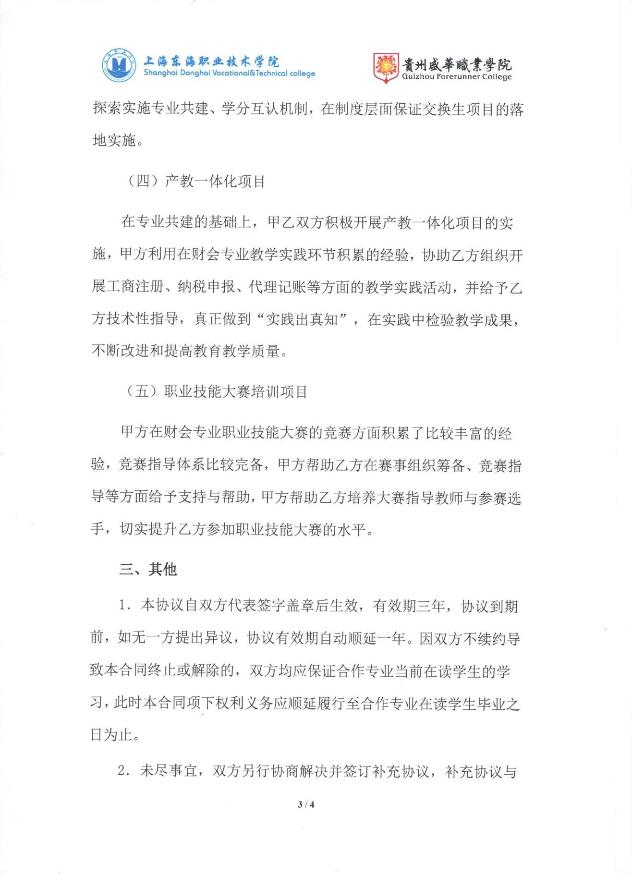 上海东海职业技术学院
Shanghai Donghai Vocational&Technical college
貴州盛華職業学院
Guizhou Forerunner College
探索实施专业共建、学分互认机制，在制度层面保证交换生项目的落
地实施。
（四）产教一体化项目
在专业共建的基础上，甲乙双方积极开展产教一体化项目的实
施，甲方利用在财会专业教学实践环节积累的经验，协助乙方组织开
展工商注册、纳税申报、代理记账等方面的教学实践活动，并给予乙
方技术性指导，真正做到“实践出真知”，在实践中检验教学成果，
不断改进和提高教育教学质量。
（五）职业技能大赛培训项目
甲方在财会专业职业技能大赛的竞赛方面积累了比较丰富的经
验，竞赛指导体系比较完备，甲方帮助乙方在赛事组织筹备、竞赛指
导等方面给予支持与帮助，甲方帮助乙方培养大赛指导教师与参赛选
手，切实提升乙方参加职业技能大赛的水平。
三、其他
1．本协议自双方代表签字盖章后生效，有效期三年，协议到期
前，如无一方提出异议，协议有效期自动顺延一年。因双方不续约导
致本合同终止或解除的，双方均应保证合作专业当前在读学生的学
习，此时本合同项下权利义务应顺延履行至合作专业在读学生毕业之
日为止。
2．未尽事宜，双方另行协商解决并签订补充协议，补充协议与
3 / 4